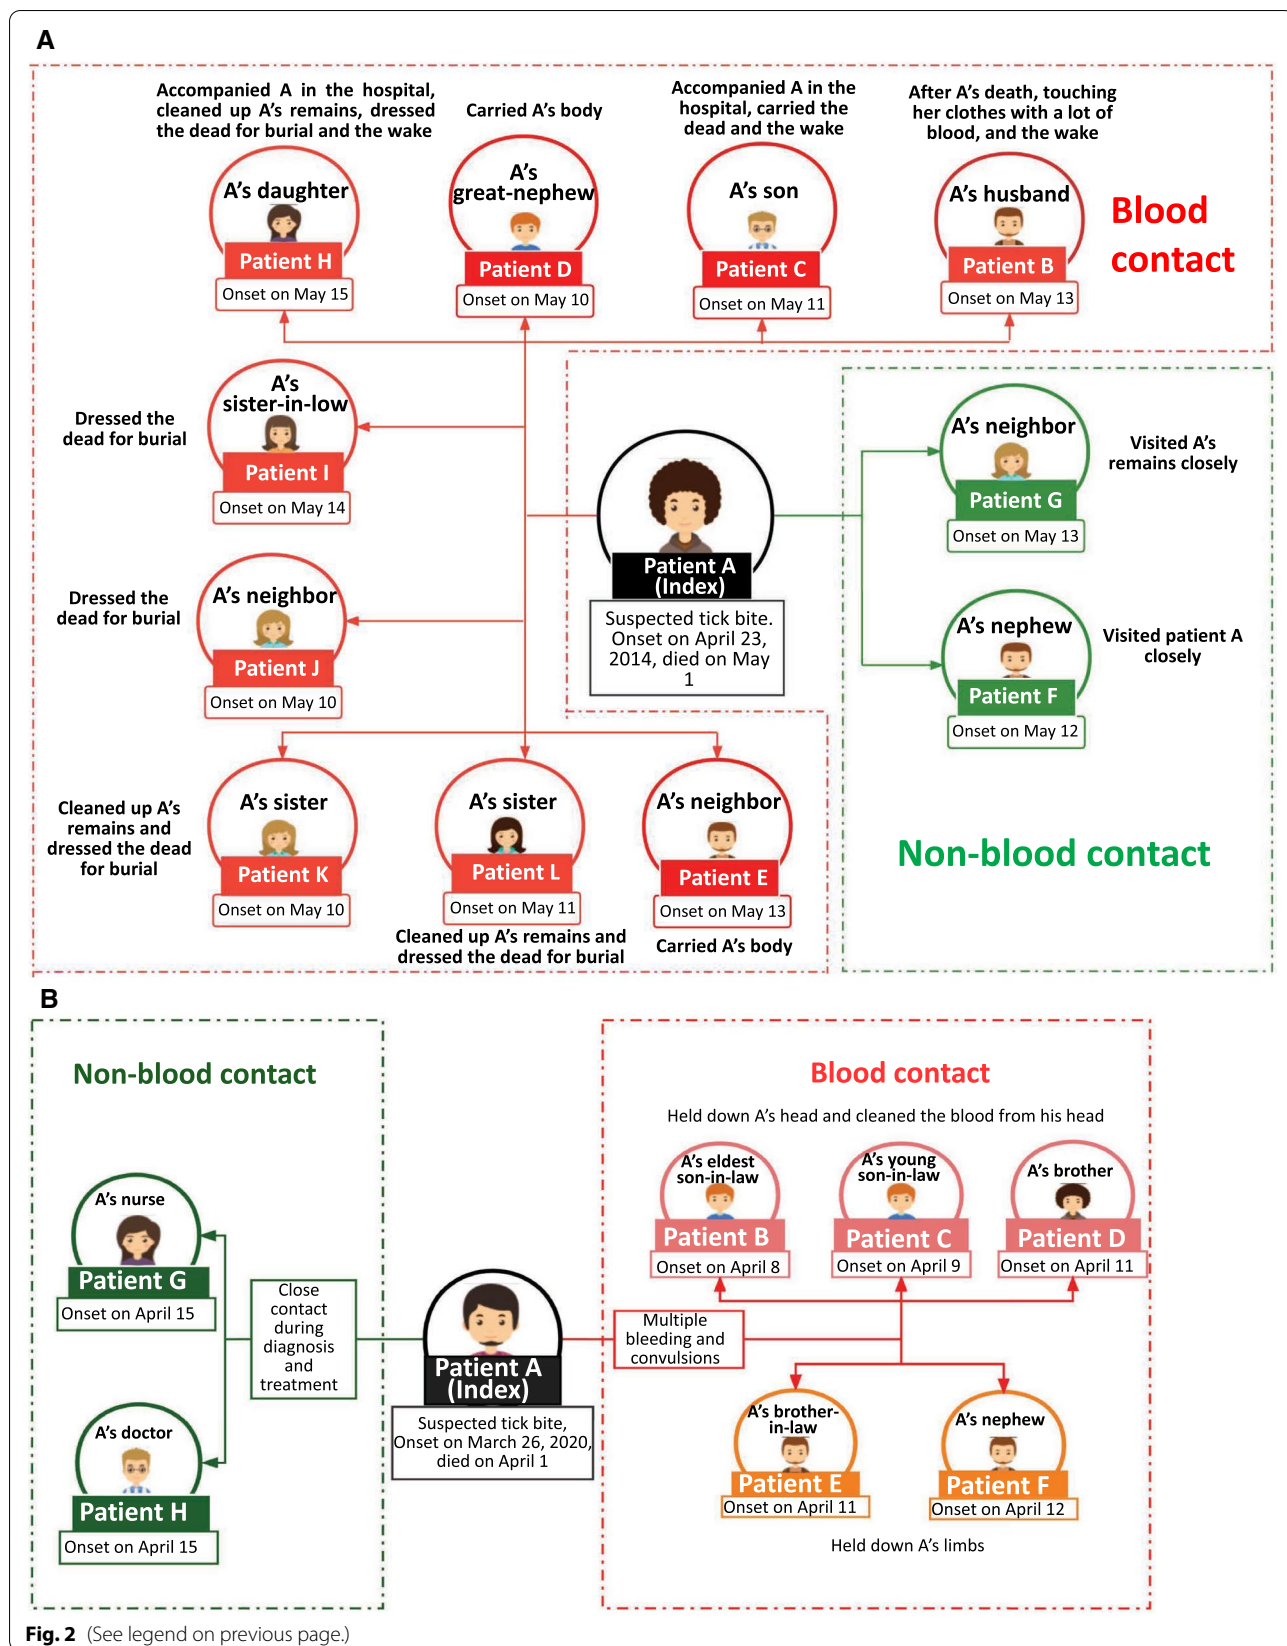 A
Accompanied A in the hospital,
cleaned up A's remains, dressed
the dead for burial and the wake
A's daughter
Patient H
Onset on May 15
Carried A's body
A's
great-nephew
Patient D
Onset on May 10
Accompanied A in the
hospital, carried the
dead and the wake
A's son
Patient C
Onset on May 11
After A's death, touching
her clothes with a lot of
blood, and the wake
A's husband
Patient B
Onset on May 13
Blood
contact
Dressed the
dead for burial
A's
sister-in-low
Patient I
Onset on May 14
Dressed the
dead for burial
A's neighbor
Patient J
Onset on May 10
Patient A
(Index)
Suspected tick bite.
Onset on April 23,
2014, died on May
1
A's neighbor
Patient G
Onset on May 13
Visited A's
remains closely
A's nephew
Patient F
Onset on May 12
Visited patient A
closely
Non-blood contact
Cleaned up A's
remains and
dressed the dead
for burial
A's sister
Patient K
Onset on May 10
A's sister
Patient L
Onset on May 11
Cleaned up A's remains and
dressed the dead for burial
A's neighbor
Patient E
Onset on May 13
Carried A's body
B
Non-blood contact
A's nurse
Patient G
Onset on April 15
A's doctor
Patient H
Onset on April 15
Close
contact
during
diagnosis
and
treatment
Patient A
(Index)
Suspected tick bite,
Onset on March 26, 2020,
died on April 1
Blood contact
Held down A's head and cleaned the blood from his head
A's eldest
son-in-law
Patient B
Onset on April 8
A's young
son-in-law
Patient C
Onset on April 9
A's brother
Patient D
Onset on April 11
Multiple
bleeding and
convulsions
A's brother-
in-law
Patient E
Onset on April 11
A's nephew
Patient F
Onset on April 12
Held down A's limbs
Fig. 2 (See legend on previous page.)